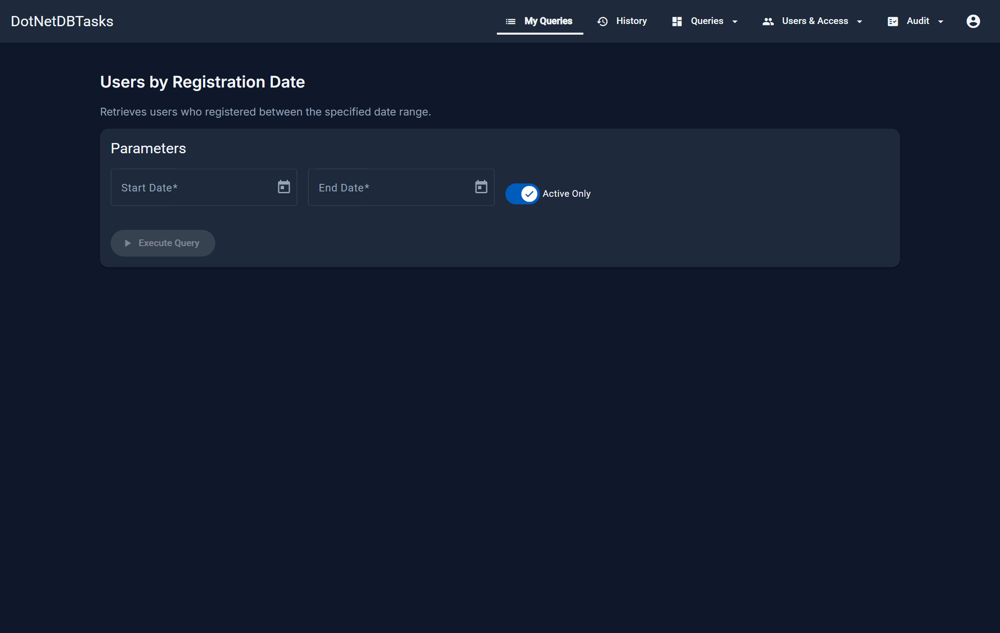 DotNetDBTasks
My Queries
History
Queries
Users & Access
Audit
Users by Registration Date
Retrieves users who registered between the specified date range.
Parameters
Start Date*
End Date*
Active Only
Execute Query